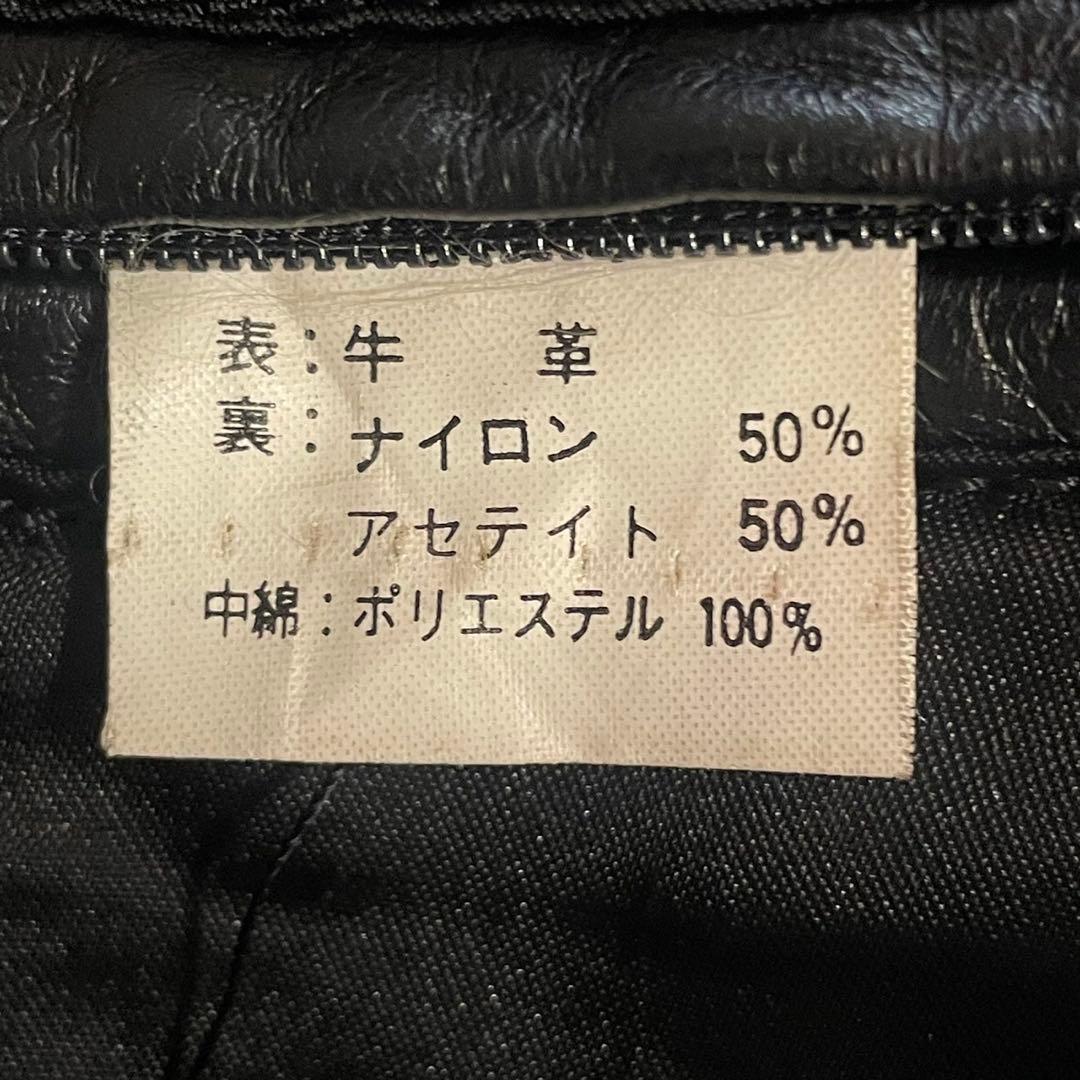 表:牛　革
裏:ナイロン 50%
アセテイト 50%
中綿:ポリエステル 100%